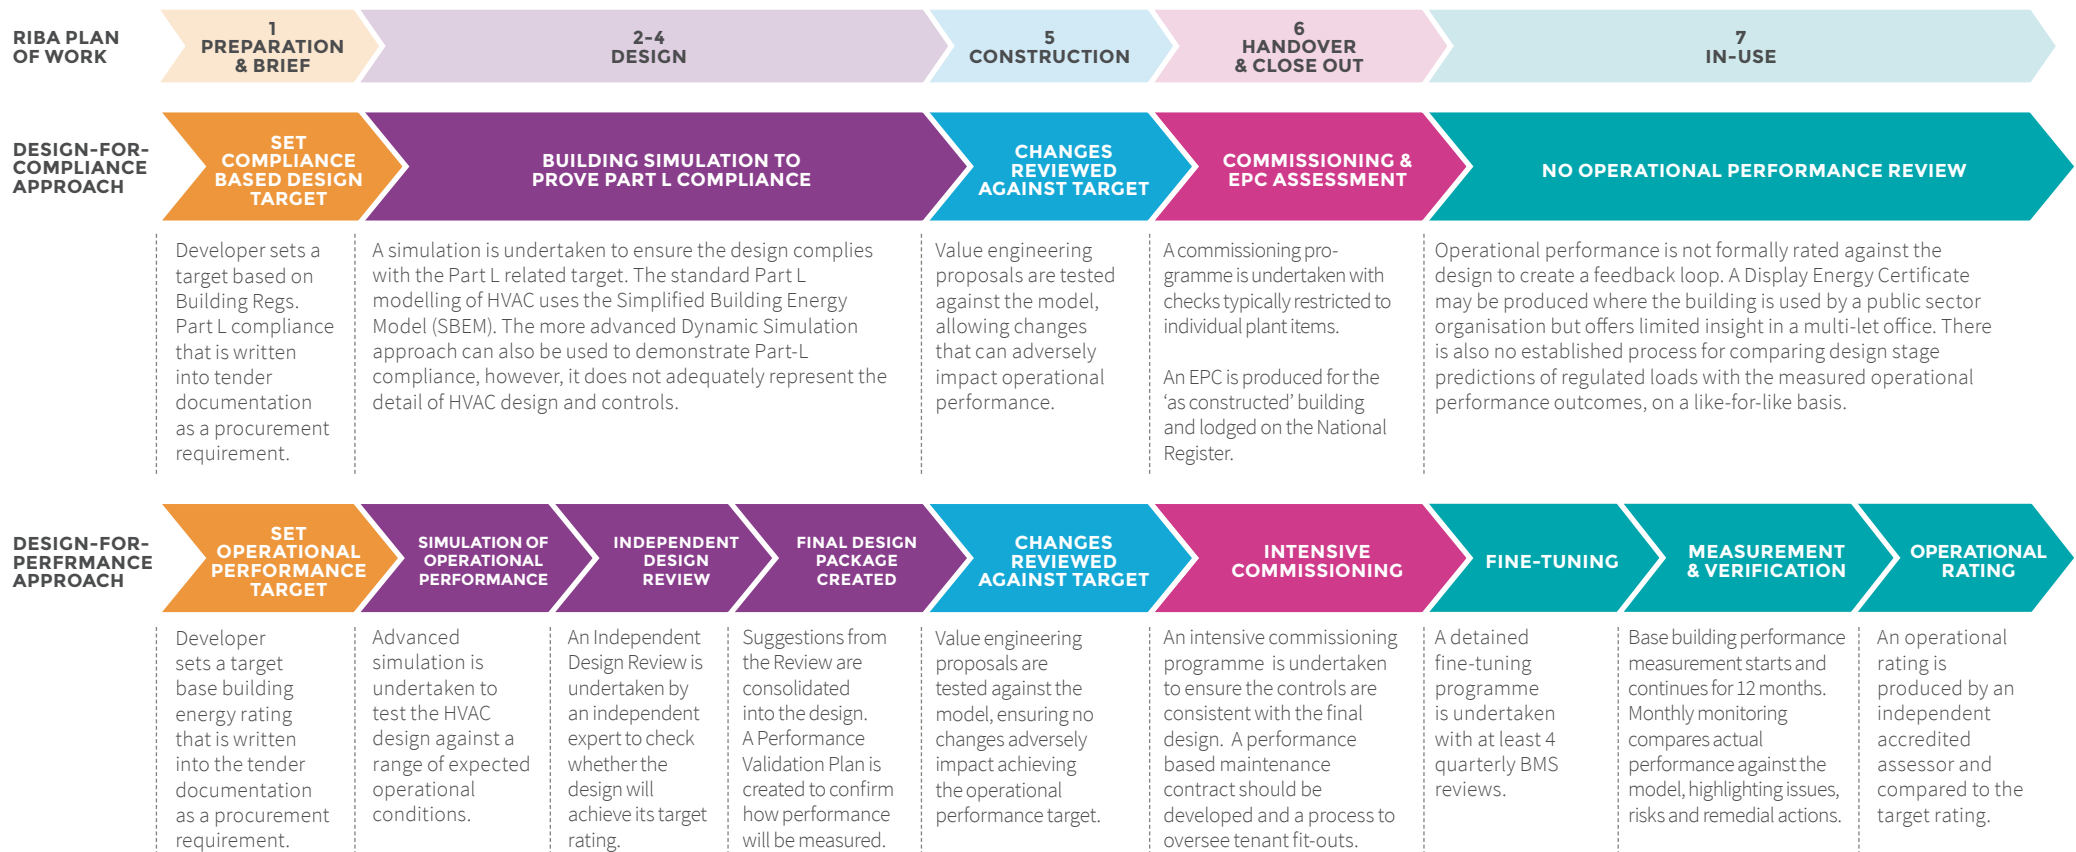 RIBA PLAN
OF WORK
1
PREPARATION
& BRIEF
2-4
DESIGN
5
CONSTRUCTION
6
HANDOVER
& CLOSE OUT
7
IN-USE
DESIGN-FOR-
COMPLIANCE
APPROACH
SET
COMPLIANCE
BASED DESIGN
TARGET
BUILDING SIMULATION TO
PROVE PART L COMPLIANCE
CHANGES
REVIEWED
AGAINST TARGET
COMMISSIONING &
EPC ASSESSMENT
NO OPERATIONAL PERFORMANCE REVIEW
Developer sets a
target based on
Building Regs.
Part L compliance
that is written
into tender
documentation
as a procurement
requirement.
A simulation is undertaken to ensure the design complies
with the Part L related target. The standard Part L
modelling of HVAC uses the Simplified Building Energy
Model (SBEM). The more advanced Dynamic Simulation
approach can also be used to demonstrate Part-L
compliance, however, it does not adequately represent the
detail of HVAC design and controls.
Value engineering
proposals are tested
against the model,
allowing changes
that can adversely
impact operational
performance.
A commissioning pro-
gramme is undertaken with
checks typically restricted to
individual plant items.
An EPC is produced for the
‘as constructed’ building
and lodged on the National
Register.
Operational performance is not formally rated against the
design to create a feedback loop. A Display Energy Certificate
may be produced where the building is used by a public sector
organisation but offers limited insight in a multi-let office. There
is also no established process for comparing design stage
predictions of regulated loads with the measured operational
performance outcomes, on a like-for-like basis.
DESIGN-FOR-
PERFRMANCE
APPROACH
SET
OPERATIONAL
PERFORMANCE
TARGET
SIMULATION OF
OPERATIONAL
PERFORMANCE
INDEPENDENT
DESIGN
REVIEW
FINAL DESIGN
PACKAGE
CREATED
CHANGES
REVIEWED
AGAINST TARGET
INTENSIVE
COMMISSIONING
FINE-TUNING
MEASUREMENT
& VERIFICATION
OPERATIONAL
RATING
Developer
sets a target
base building
energy rating
that is written
into the tender
documentation
as a procurement
requirement.
Advanced
simulation is
undertaken to
test the HVAC
design against a
range of expected
operational
conditions.
An Independent
Design Review is
undertaken by
an independent
expert to check
whether the
design will
achieve its target
rating.
Suggestions from
the Review are
consolidated
into the design.
A Performance
Validation Plan is
created to confirm
how performance
will be measured.
Value engineering
proposals are
tested against the
model, ensuring no
changes adversely
impact achieving
the operational
performance target.
An intensive commissioning
programme is undertaken
to ensure the controls are
consistent with the final
design. A performance
based maintenance
contract should be
developed and a process to
oversee tenant fit-outs.
A detained
fine-tuning
programme
is undertaken
with at least 4
quarterly BMS
reviews.
Base building performance
measurement starts and
continues for 12 months.
Monthly monitoring
compares actual
performance against the
model, highlighting issues,
risks and remedial actions.
An operational
rating is
produced by an
independent
accredited
assessor and
compared to the
target rating.